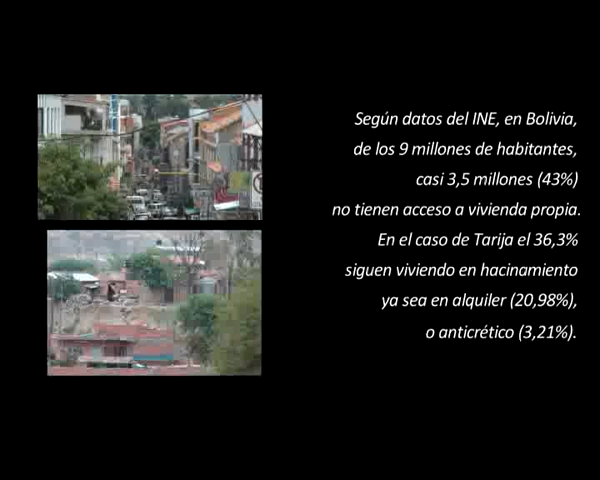 Según datos del INE, en Bolivia,
de los 9 millones de habitantes,
casi 3,5 millones (43%)
no tienen acceso a vivienda propia.
En el caso de Tarija el 36,3%
siguen viviendo en hacinamiento
ya sea en alquiler (20,98%),
o anticrético (3,21%).